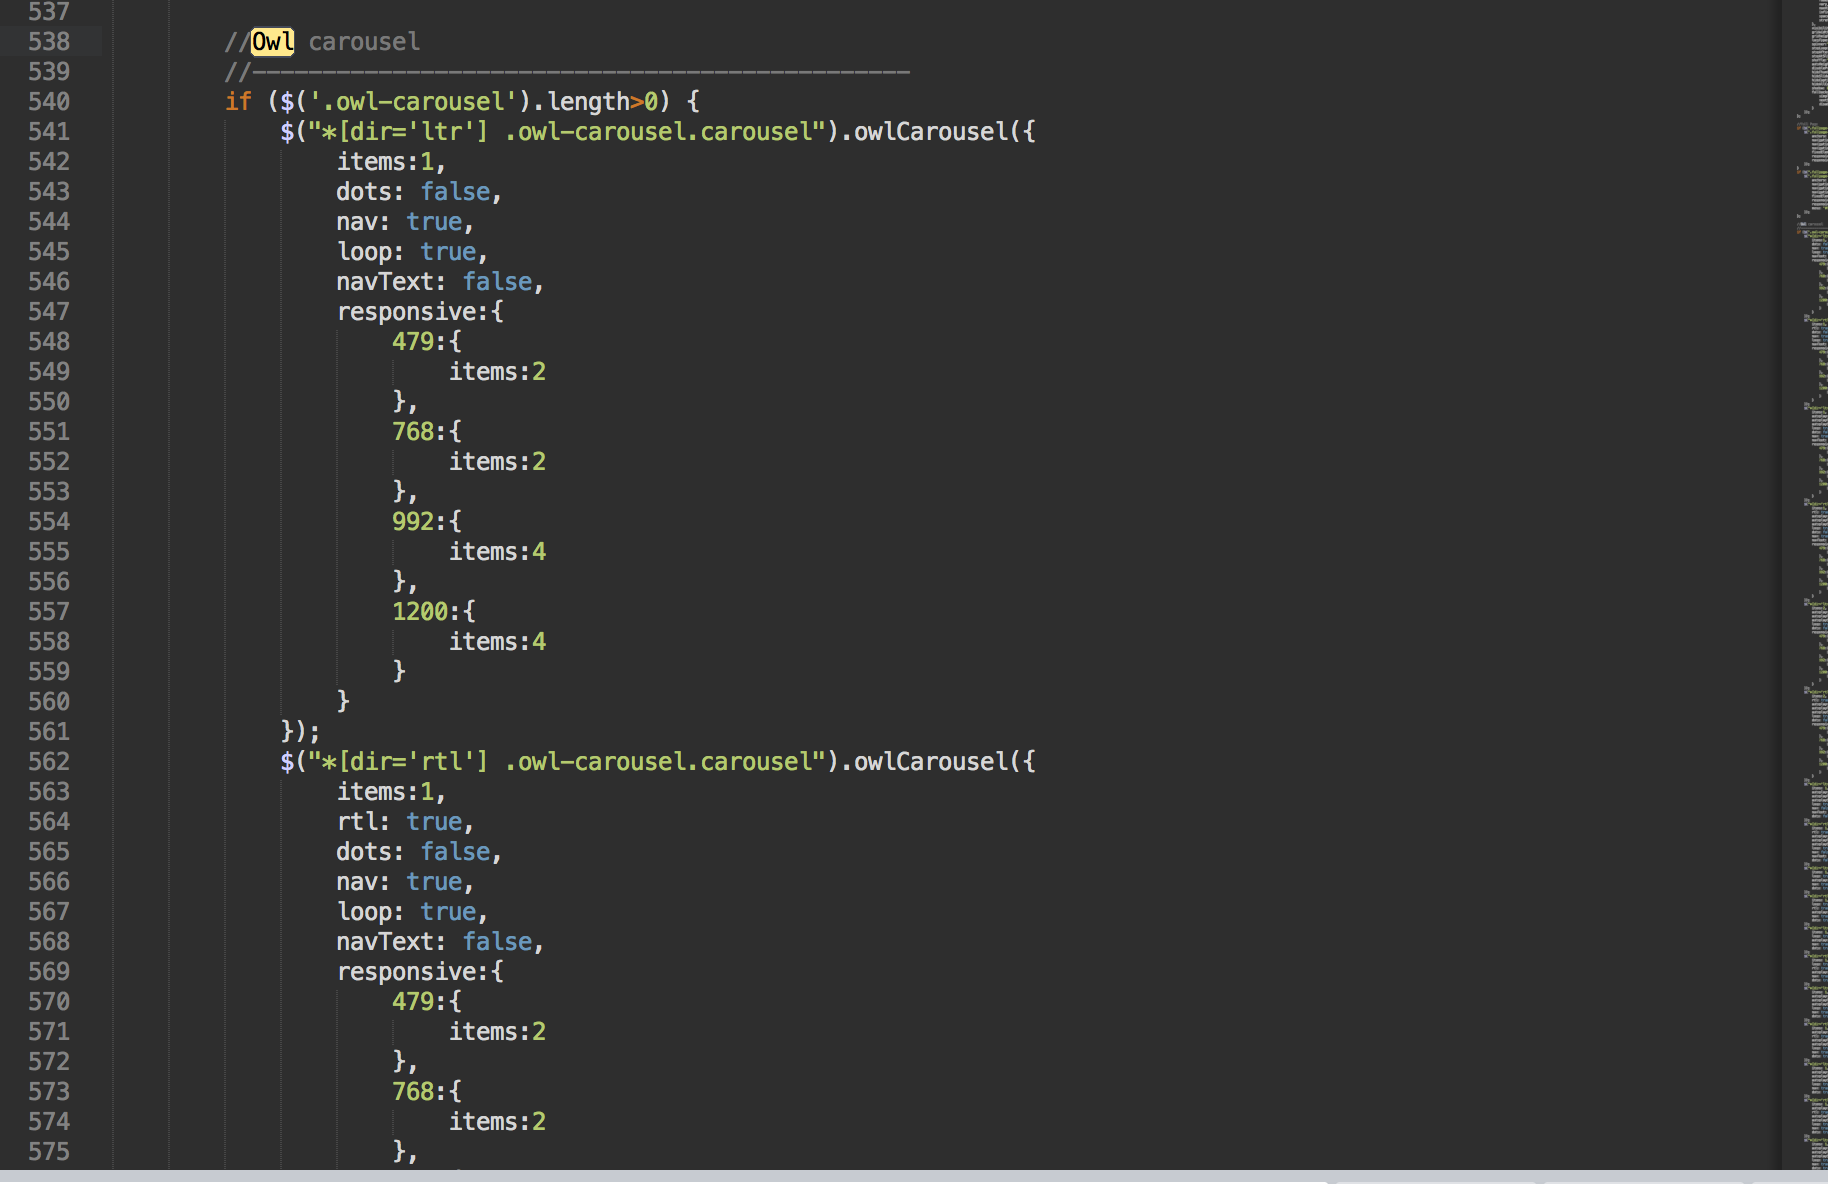 537
538 //Owl carousel
539 //-----------------------------------------------
540 if ($('.owl-carousel').length>0) {
541 $("*[dir='ltr'] .owl-carousel.carousel").owlCarousel({
542 items:1,
543 dots: false,
544 nav: true,
545 loop: true,
546 navText: false,
547 responsive:{
548 479:{
549 items:2
550 },
551 768:{
552 items:2
553 },
554 992:{
555 items:4
556 },
557 1200:{
558 items:4
559 }
560 }
561 });
562 $("*[dir='rtl'] .owl-carousel.carousel").owlCarousel({
563 items:1,
564 rtl: true,
565 dots: false,
566 nav: true,
567 loop: true,
568 navText: false,
569 responsive:{
570 479:{
571 items:2
572 },
573 768:{
574 items:2
575 },